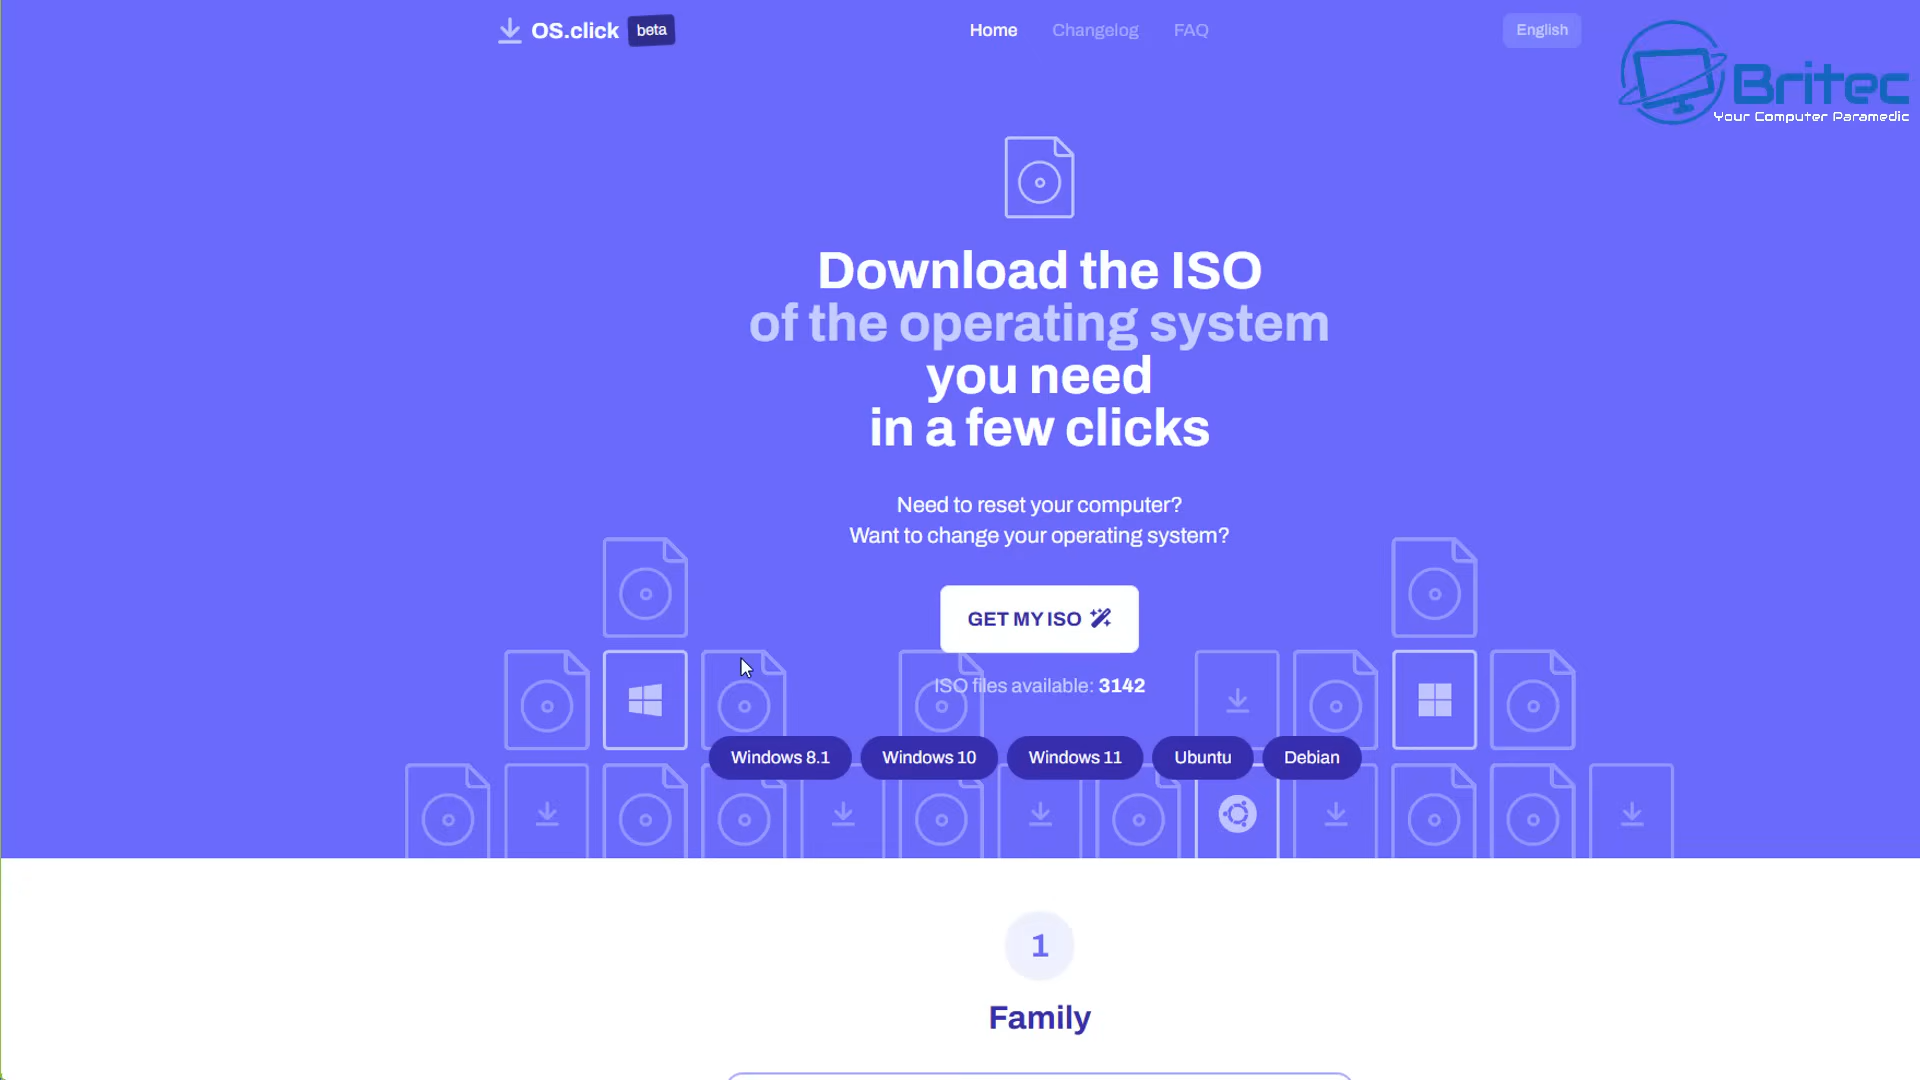 OS.click beta
Home Changelog FAQ
English
Britec
Your Computer Paramedic
Download the ISO
of the operating system
you need
in a few clicks
Need to reset your computer?
Want to change your operating system?
GET MY ISO
ISO files available: 3142
Windows 8.1 Windows 10 Windows 11 Ubuntu Debian
1
Family